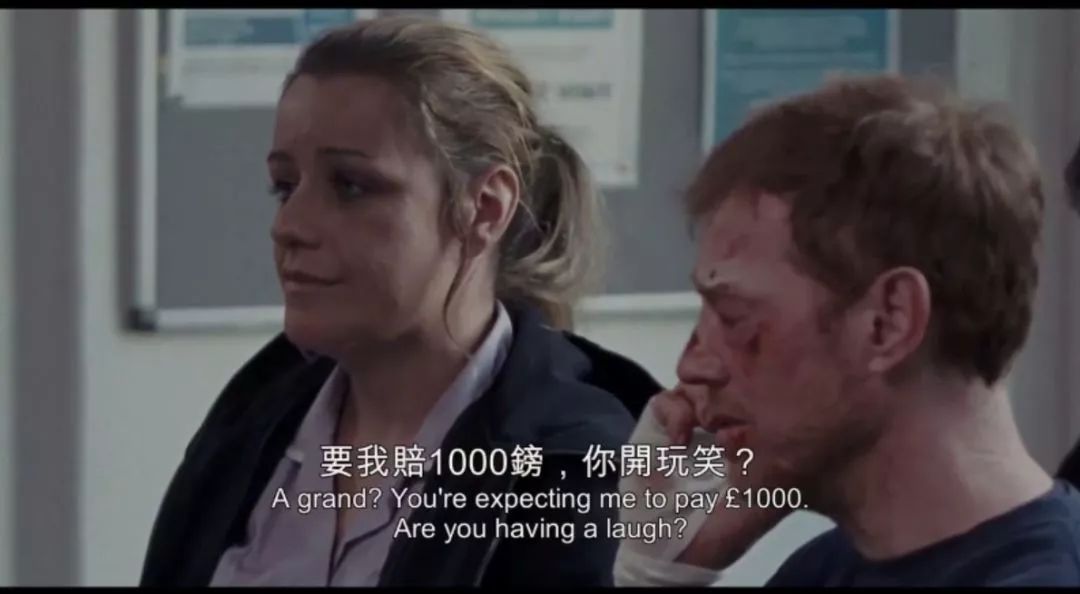 要我賠1000鎊，你開玩笑？
A grand? You're expecting me to pay £1000.
Are you having a laugh?